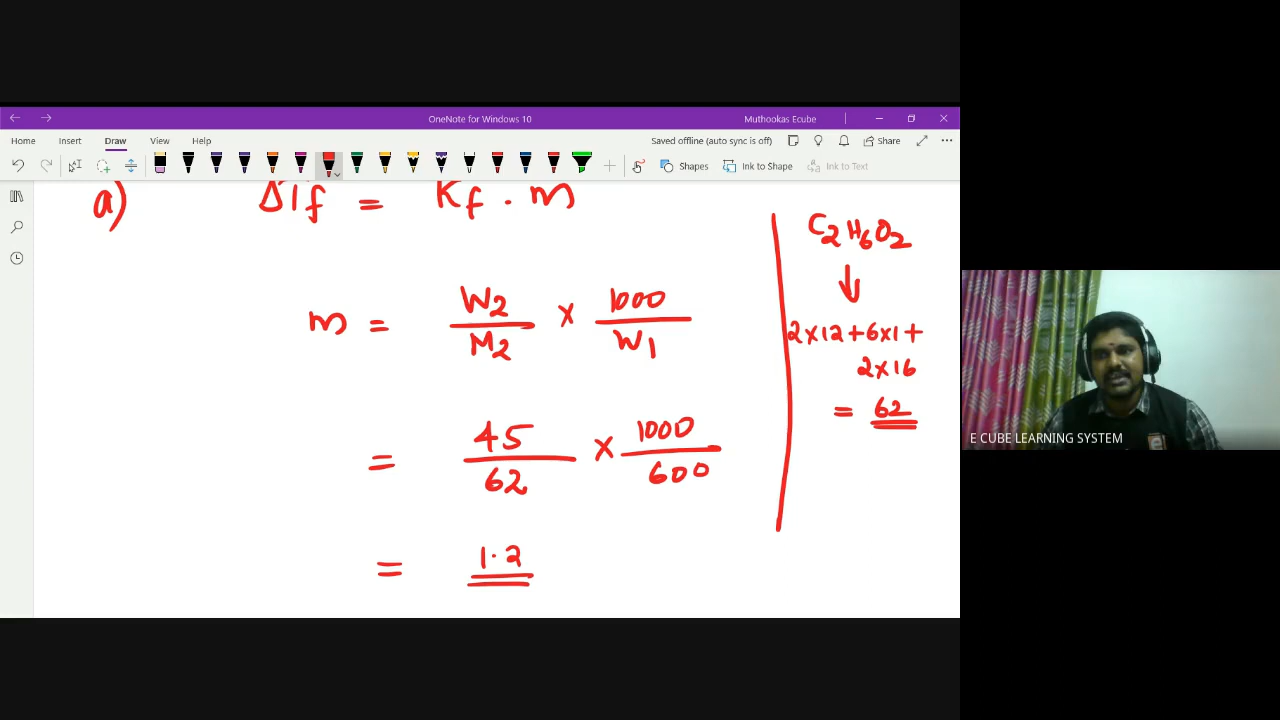 OneNote for Windows 10
Muthookas Ecube
Home Insert Draw View Help
Saved offline (auto sync is off)
Share
Shapes
Ink to Shape
Ink to Text
a) ΔTf = Kf . m
m = W2/M2 × 1000/W1
= 45/62 × 1000/600
= 1.2
C2H6O2
↓
2×12+6×1+
2×16
= 62
E CUBE LEARNING SYSTEM